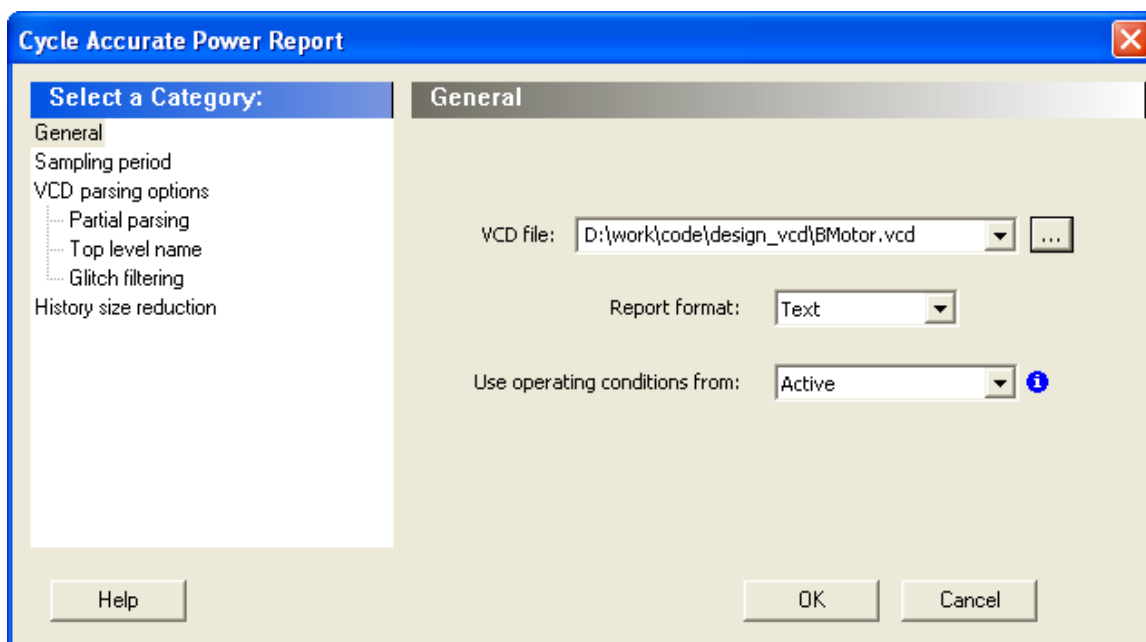 Cycle Accurate Power Report
Select a Category:
General
Sampling period
VCD parsing options
Partial parsing
Top level name
Glitch filtering
History size reduction
General
VCD file: D:\work\code\design_vcd\BMotor.vcd ...
Report format: Text
Use operating conditions from: Active
Help
OK
Cancel